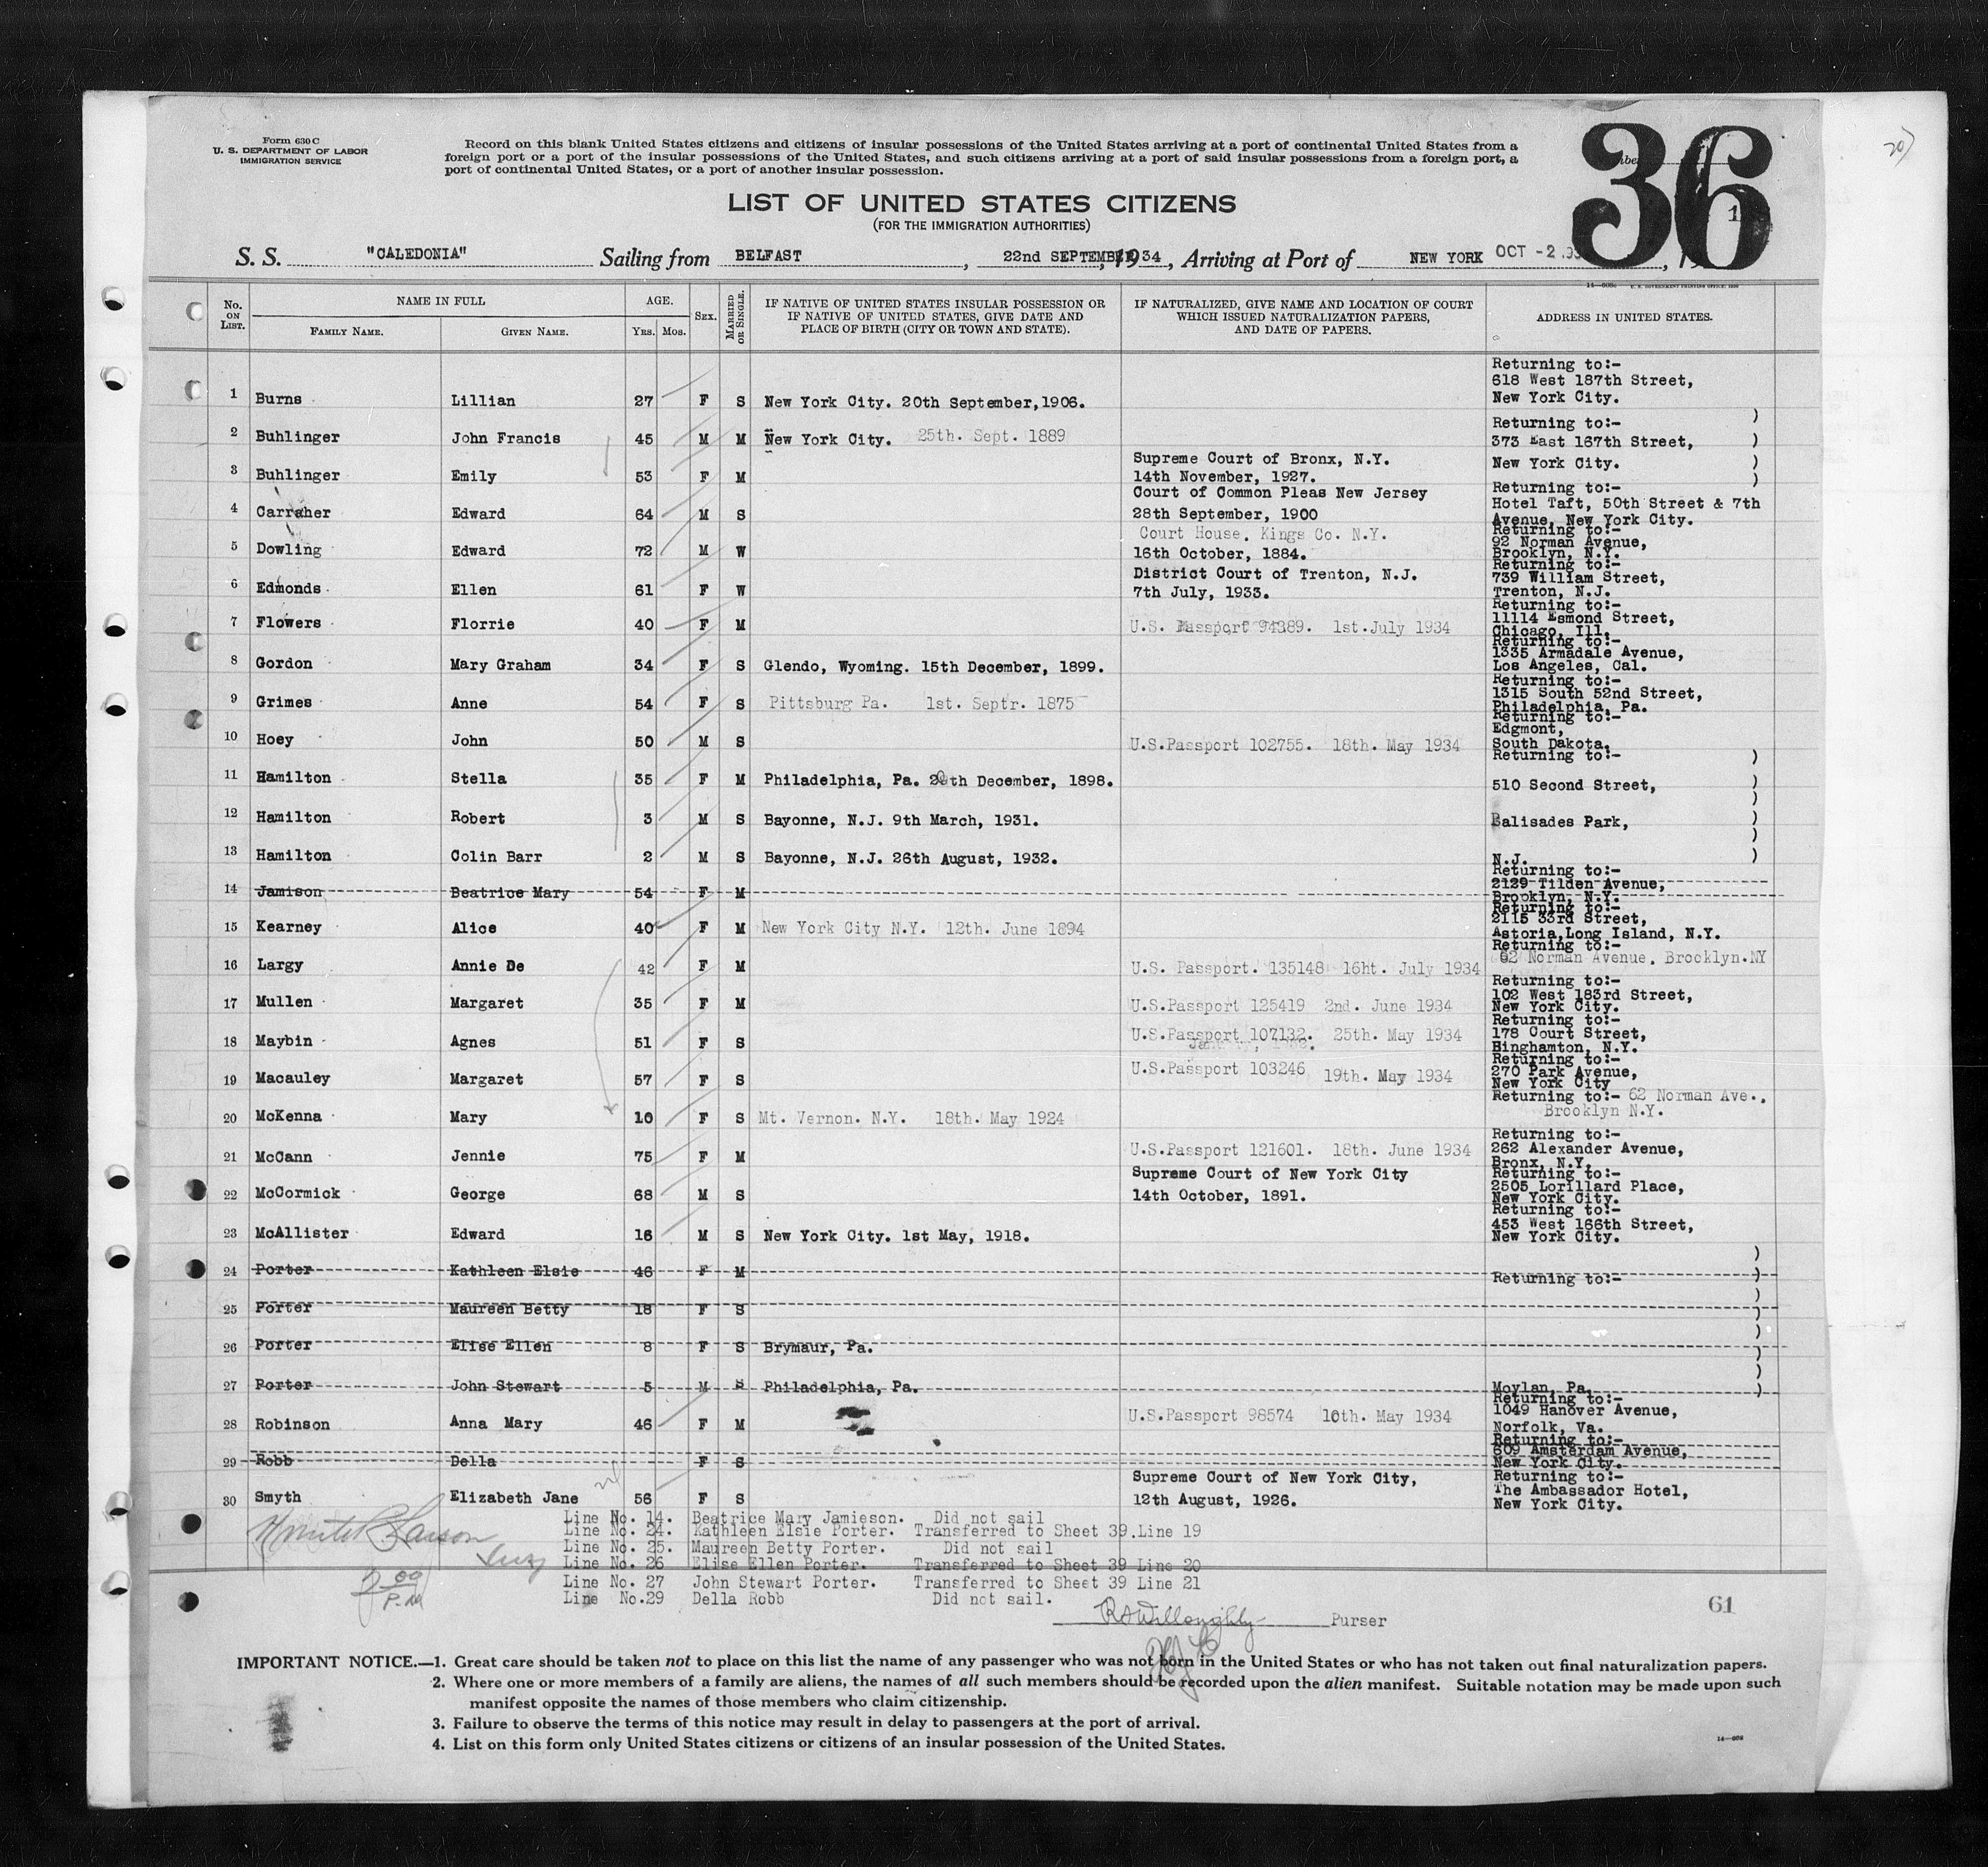 Form 630 C
U. S. DEPARTMENT OF LABOR
IMMIGRATION SERVICE
Record on this blank United States citizens and citizens of insular possessions of the United States arriving at a port of continental United States from a
foreign port or a port of the insular possessions of the United States, and such citizens arriving at a port of said insular possessions from a foreign port, a
port of continental United States, or a port of another insular possession.
36
LIST OF UNITED STATES CITIZENS
(FOR THE IMMIGRATION AUTHORITIES)
S. S. "CALEDONIA" Sailing from BELFAST, 22nd SEPTEMBER, 1934, Arriving at Port of NEW YORK OCT -2
No. ON LIST. NAME IN FULL FAMILY NAME. GIVEN NAME. AGE. YRS. MOS. SEX. MARRIED OR SINGLE. IF NATIVE OF UNITED STATES INSULAR POSSESSION OR IF NATIVE OF UNITED STATES, GIVE DATE AND PLACE OF BIRTH (CITY OR TOWN AND STATE). IF NATURALIZED, GIVE NAME AND LOCATION OF COURT WHICH ISSUED NATURALIZATION PAPERS, AND DATE OF PAPERS. ADDRESS IN UNITED STATES.
1 Burns Lillian 27 F S New York City. 20th September, 1906. Returning to:- 618 West 187th Street, New York City.
2 Buhlinger John Francis 45 M M New York City. 25th. Sept. 1889 Returning to:- 373 East 167th Street,
3 Buhlinger Emily 53 F M Supreme Court of Bronx, N.Y. 14th November, 1927. New York City.
4 Carraher Edward 64 M S Court of Common Pleas New Jersey 28th September, 1900 Returning to:- Hotel Taft, 50th Street & 7th Avenue, New York City.
5 Dowling Edward 72 M W Court House, Kings Co. N.Y. 16th October, 1884. Returning to:- 92 Norman Avenue, Brooklyn, N.Y.
6 Edmonds Ellen 61 F W District Court of Trenton, N.J. 7th July, 1933. Returning to:- 739 William Street, Trenton, N.J.
7 Flowers Florrie 40 F M U.S. Passport 94389. 1st.July 1934 Returning to:- 11114 Esmond Street, Chicago, Ill.
8 Gordon Mary Graham 34 F S Glendo, Wyoming. 15th December, 1899. Returning to:- 1335 Armadale Avenue, Los Angeles, Cal.
9 Grimes Anne 54 F S Pittsburg Pa. 1st. Septr. 1875 Returning to:- 1315 South 52nd Street, Philadelphia, Pa.
10 Hoey John 50 M S U.S.Passport 102755. 18th. May 1934 Returning to:- Edgmont, South Dakota.
11 Hamilton Stella 35 F M Philadelphia, Pa. 20th December, 1898. Returning to:- 510 Second Street,
12 Hamilton Robert 3 M S Bayonne, N.J. 9th March, 1931. Palisades Park,
13 Hamilton Colin Barr 2 M S Bayonne, N.J. 26th August, 1932. N.J.
14 Jamison Beatrice Mary 54 F M Returning to:- 2129 Tilden Avenue, Brooklyn, N.Y.
15 Kearney Alice 40 F M New York City N.Y. 12th. June 1894 Returning to:- 2115 33rd Street, Astoria,Long Island, N.Y.
16 Largy Annie De 42 F M U.S. Passport. 135148 16ht. July 1934 Returning to:- 62 Norman Avenue. Brooklyn.NY
17 Mullen Margaret 35 F M U.S.Passport 125419 2nd. June 1934 Returning to:- 102 West 183rd Street, New York City.
18 Maybin Agnes 51 F S U.S.Passport 107132. 25th. May 1934 Returning to:- 178 Court Street, Binghamton, N.Y.
19 Macauley Margaret 57 F S U.S.Passport 103246 19th. May 1934 Returning to:- 270 Park Avenue, New York City
20 McKenna Mary 10 F S Mt. Vernon. N.Y. 18th. May 1924 Returning to:- 62 Norman Ave., Brooklyn N.Y.
21 McCann Jennie 75 F M U.S.Passport 121601. 18th. June 1934 Returning to:- 262 Alexander Avenue, Bronx, N.Y.
22 McCormick George 68 M S Supreme Court of New York City 14th October, 1891. Returning to:- 2505 Lorillard Place, New York City.
23 McAllister Edward 16 M S New York City. 1st May, 1918. Returning to:- 453 West 166th Street, New York City.
24 Porter Kathleen Elsie 46 F M Returning to:-
25 Porter Maureen Betty 18 F S
26 Porter Elise Ellen 8 F S Brymaur, Pa.
27 Porter John Stewart 5 M S Philadelphia, Pa. Moylan, Pa.
28 Robinson Anna Mary 46 F M U.S.Passport 98574 10th. May 1934 Returning to:- 1049 Hanover Avenue, Norfolk, Va.
29 Robb Della F S Returning to:- 609 Amsterdam Avenue, New York City.
30 Smyth Elizabeth Jane 56 F S Supreme Court of New York City, 12th August, 1926. Returning to:- The Ambassador Hotel, New York City.
Line No. 14. Beatrice Mary Jamieson. Did not sail
Line No. 24. Kathleen Elsie Porter. Transferred to Sheet 39.Line 19
Line No. 25. Maureen Betty Porter. Did not sail
Line No. 26 Elise Ellen Porter. Transferred to Sheet 39 Line 20
Line No. 27 John Stewart Porter. Transferred to Sheet 39 Line 21
Line No.29 Della Robb Did not sail.
R Willoughby Purser
61
IMPORTANT NOTICE.—1. Great care should be taken not to place on this list the name of any passenger who was not born in the United States or who has not taken out final naturalization papers.
2. Where one or more members of a family are aliens, the names of all such members should be recorded upon the alien manifest. Suitable notation may be made upon such
manifest opposite the names of those members who claim citizenship.
3. Failure to observe the terms of this notice may result in delay to passengers at the port of arrival.
4. List on this form only United States citizens or citizens of an insular possession of the United States.